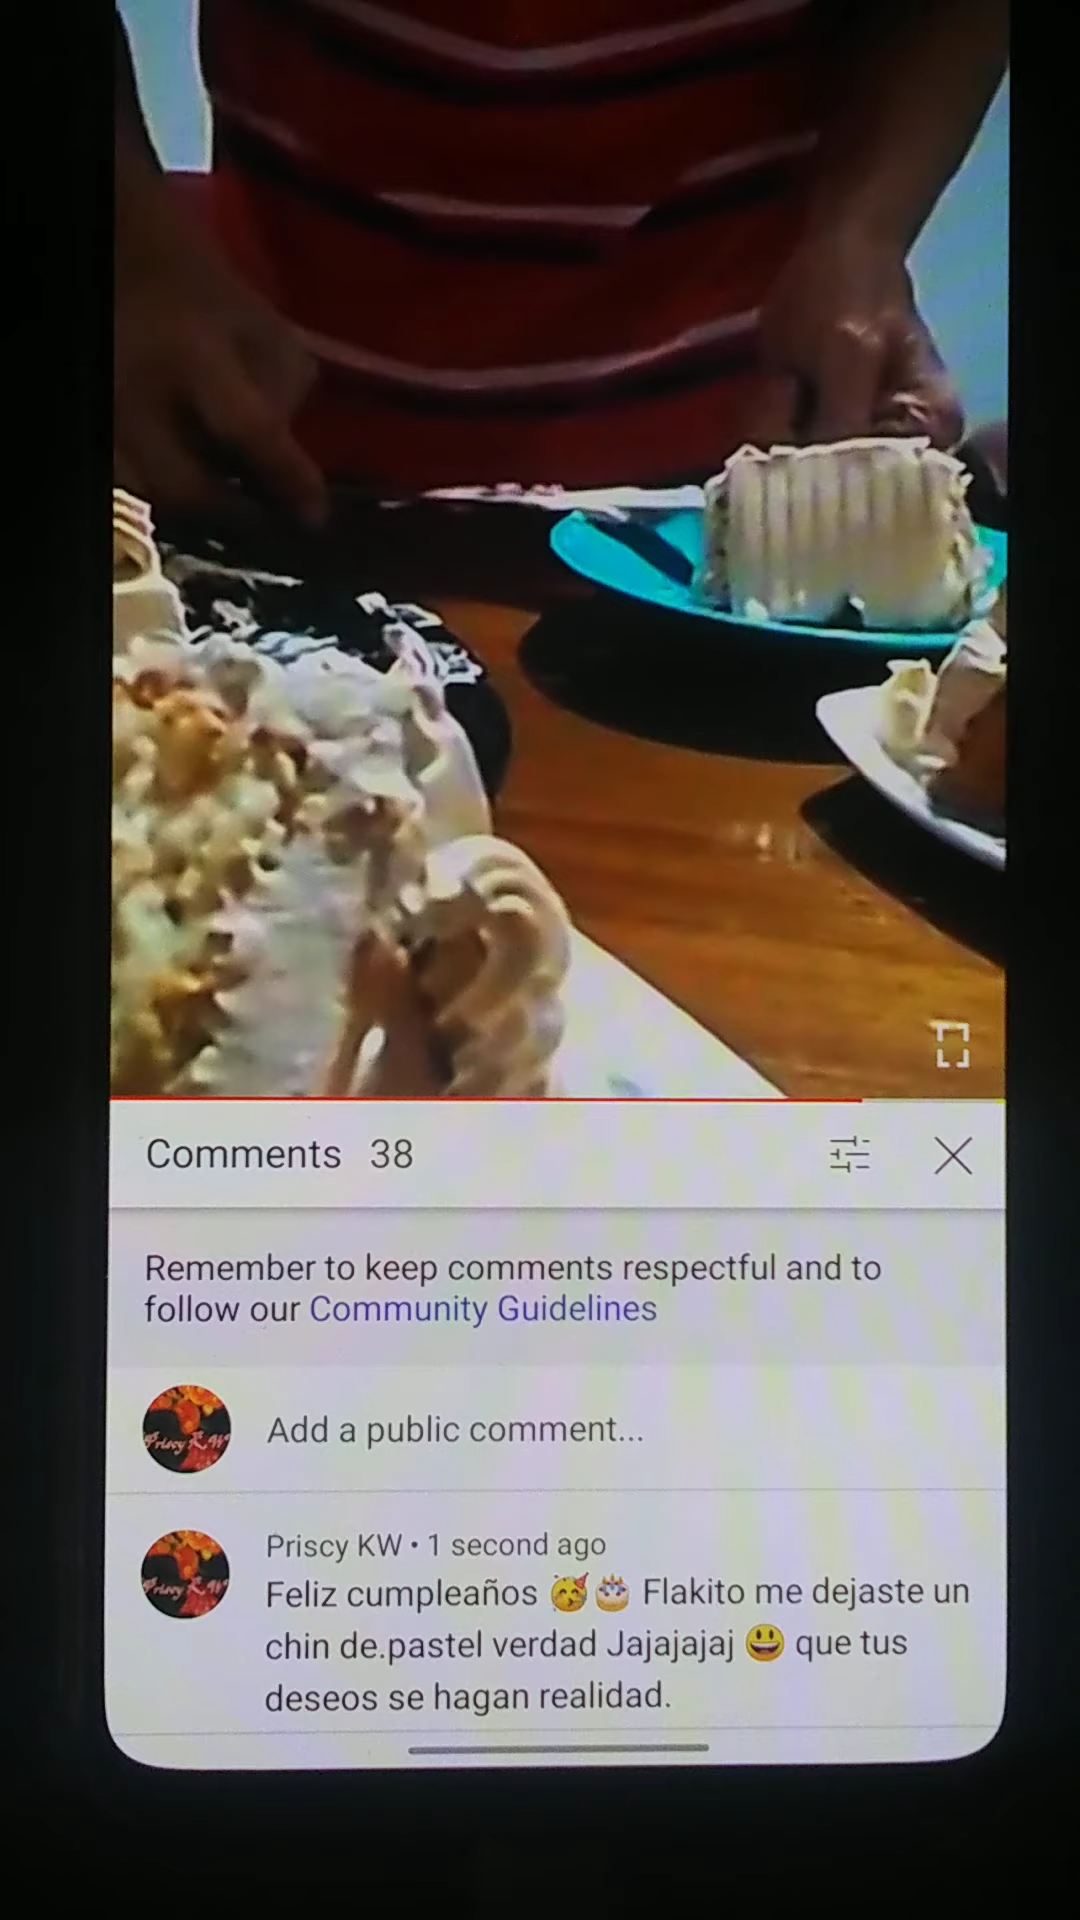 Comments 38
Remember to keep comments respectful and to
follow our Community Guidelines
Add a public comment...
Priscy KW • 1 second ago
Feliz cumpleaños 🥳🎂 Flakito me dejaste un
chin de.pastel verdad Jajajajaj 😃 que tus
deseos se hagan realidad.